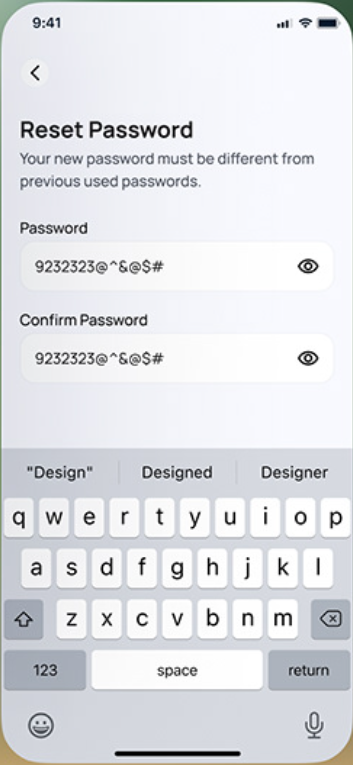 9:41
Reset Password
Your new password must be different from
previous used passwords.
Password
9232323@^&@$#
Confirm Password
9232323@^&@$#
"Design" Designed Designer
q w e r t y u i o p
a s d f g h j k l
z x c v b n m
123 space return